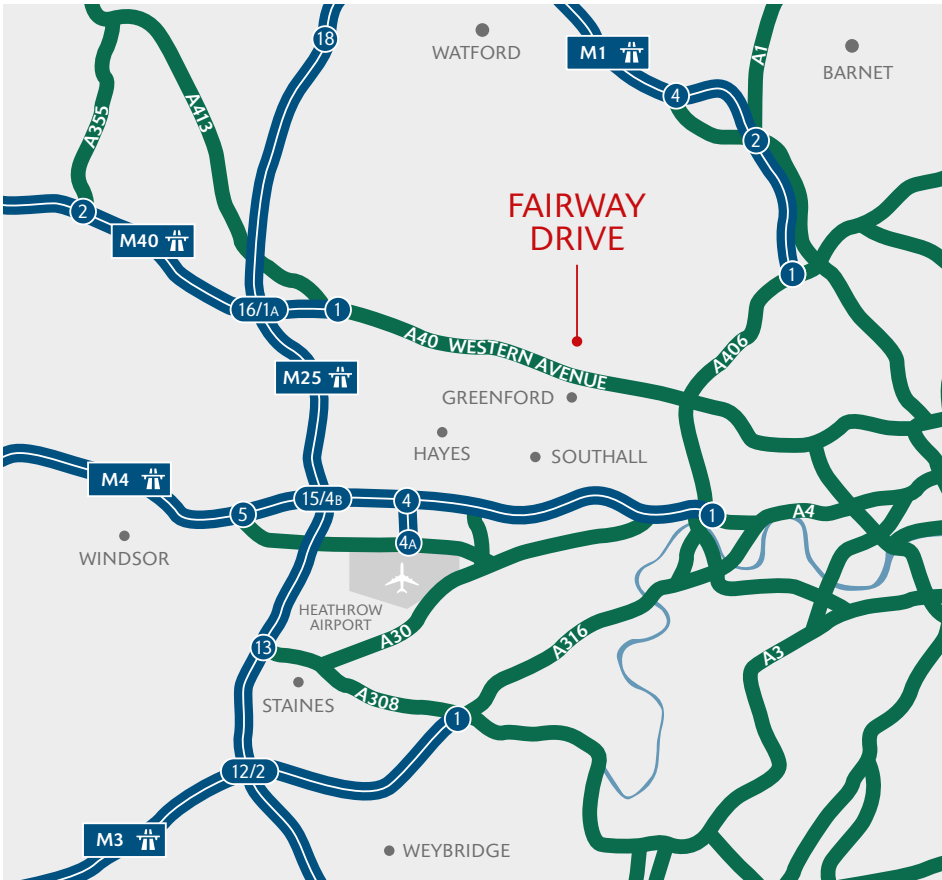 18
WATFORD
M1
A1
BARNET
4
A355
A413
2
2
FAIRWAY
DRIVE
M40
1
16/1A
1
A40 WESTERN AVENUE
A406
M25
GREENFORD
HAYES
SOUTHALL
M4
15/4B
4
5
1
A4
4A
WINDSOR
HEATHROW
AIRPORT
A30
13
A316
A3
STAINES
A308
1
12/2
M3
WEYBRIDGE